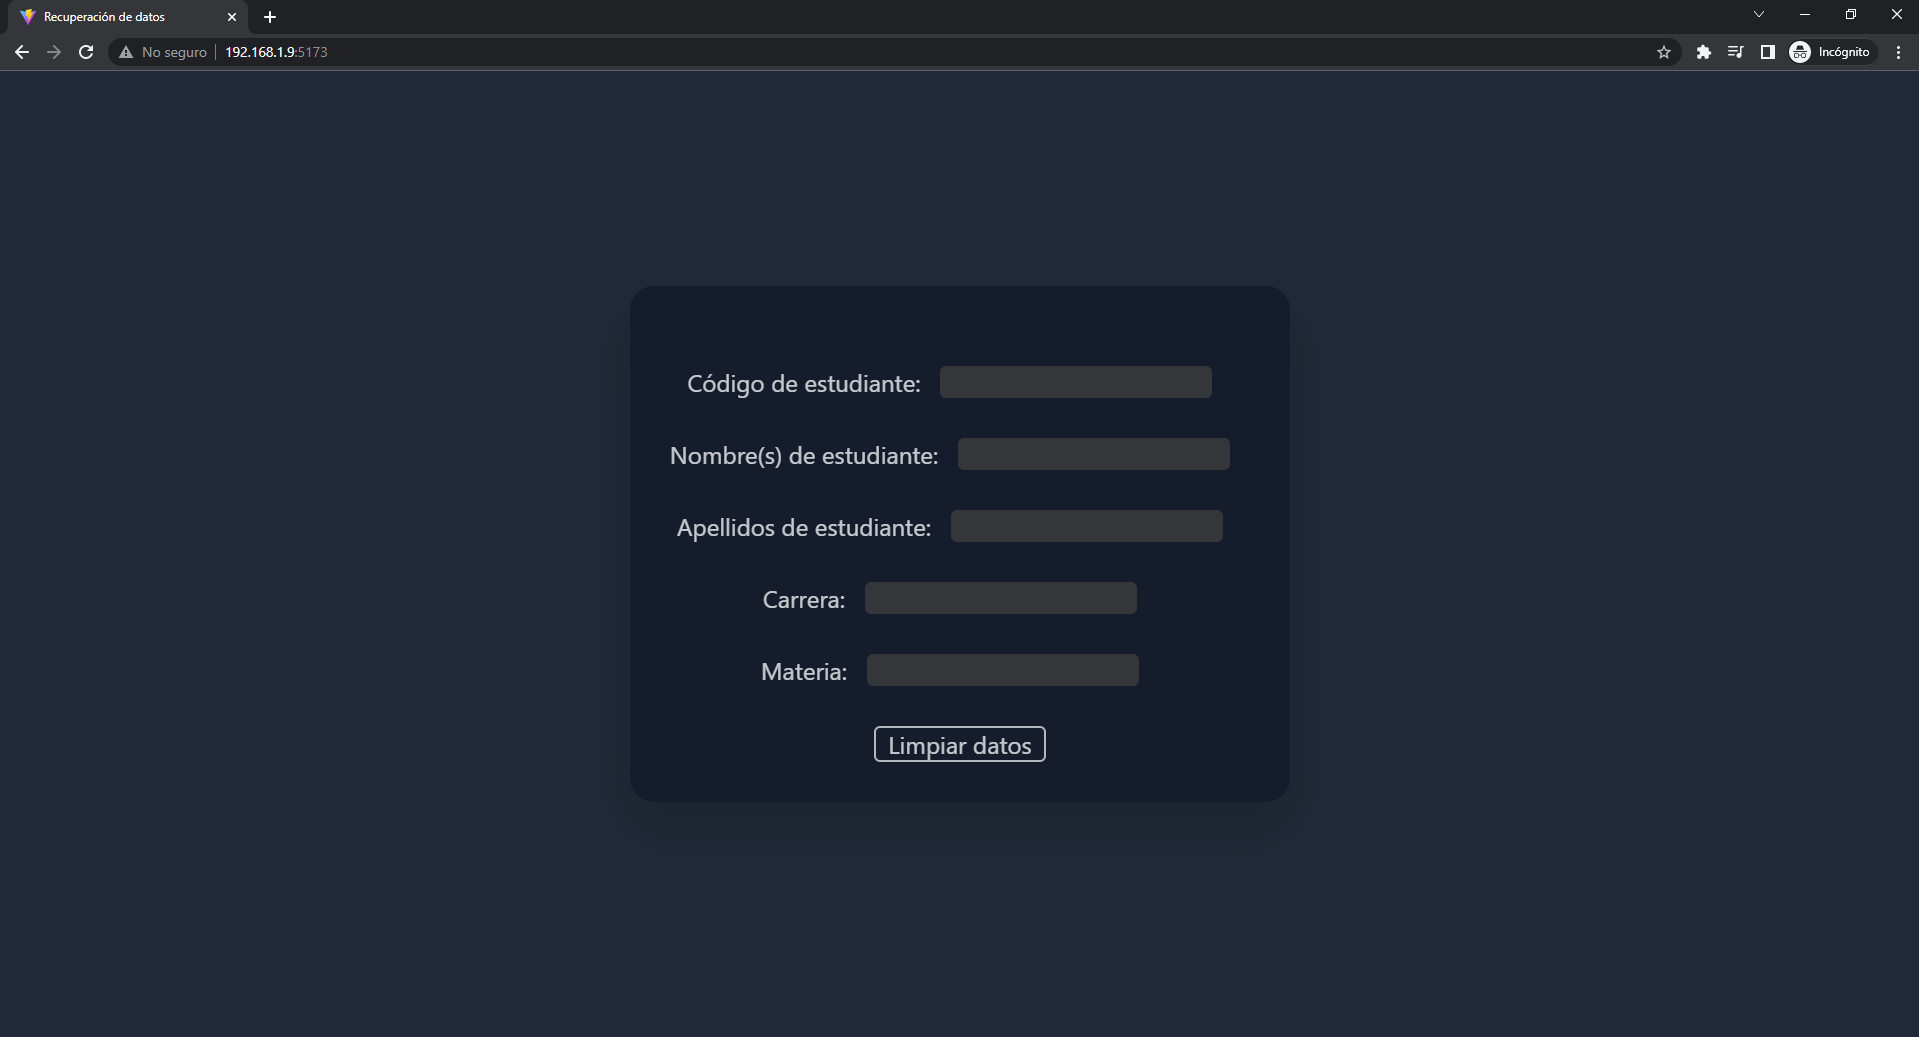 Recuperación de datos
No seguro 192.168.1.9:5173
Incógnito
Código de estudiante:
Nombre(s) de estudiante:
Apellidos de estudiante:
Carrera:
Materia:
Limpiar datos